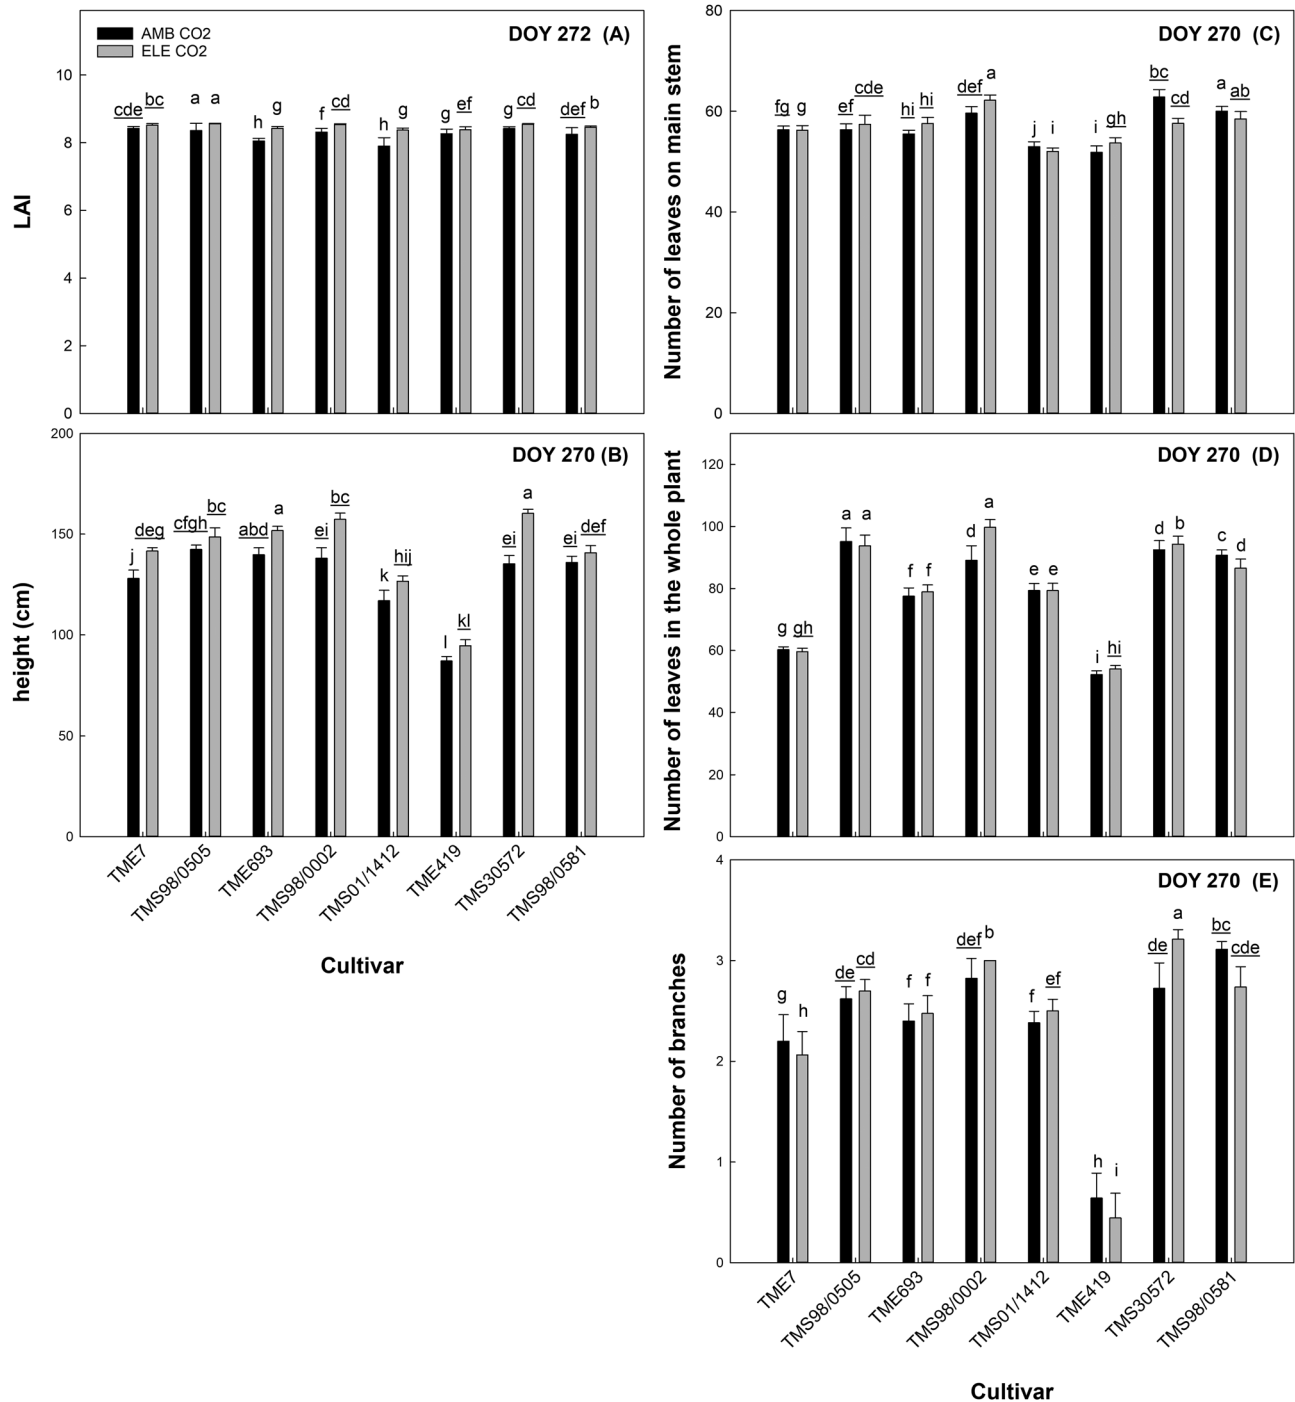 AMB CO2
ELE CO2
DOY 272 (A)
LAI
10
8
6
4
2
0
cde bc a a h g f cd h g g ef g cd def b
DOY 270 (B)
height (cm)
200
150
100
50
0
j deg cfgh bc abd a ei bc k hij l kl ei a ei def
TME7
TMS98/0505
TME693
TMS98/0002
TMS01/1412
TME419
TMS30572
TMS98/0581
Cultivar
DOY 270 (C)
Number of leaves on main stem
80
60
40
20
0
fg g ef cde hi hi def a j i i gh bc cd a ab
DOY 270 (D)
Number of leaves in the whole plant
120
100
80
60
40
20
0
g gh a a f f d a e e i hi d b c d
DOY 270 (E)
Number of branches
4
3
2
1
0
g h de cd f f def b f ef h i de a bc cde
TME7
TMS98/0505
TME693
TMS98/0002
TMS01/1412
TME419
TMS30572
TMS98/0581
Cultivar